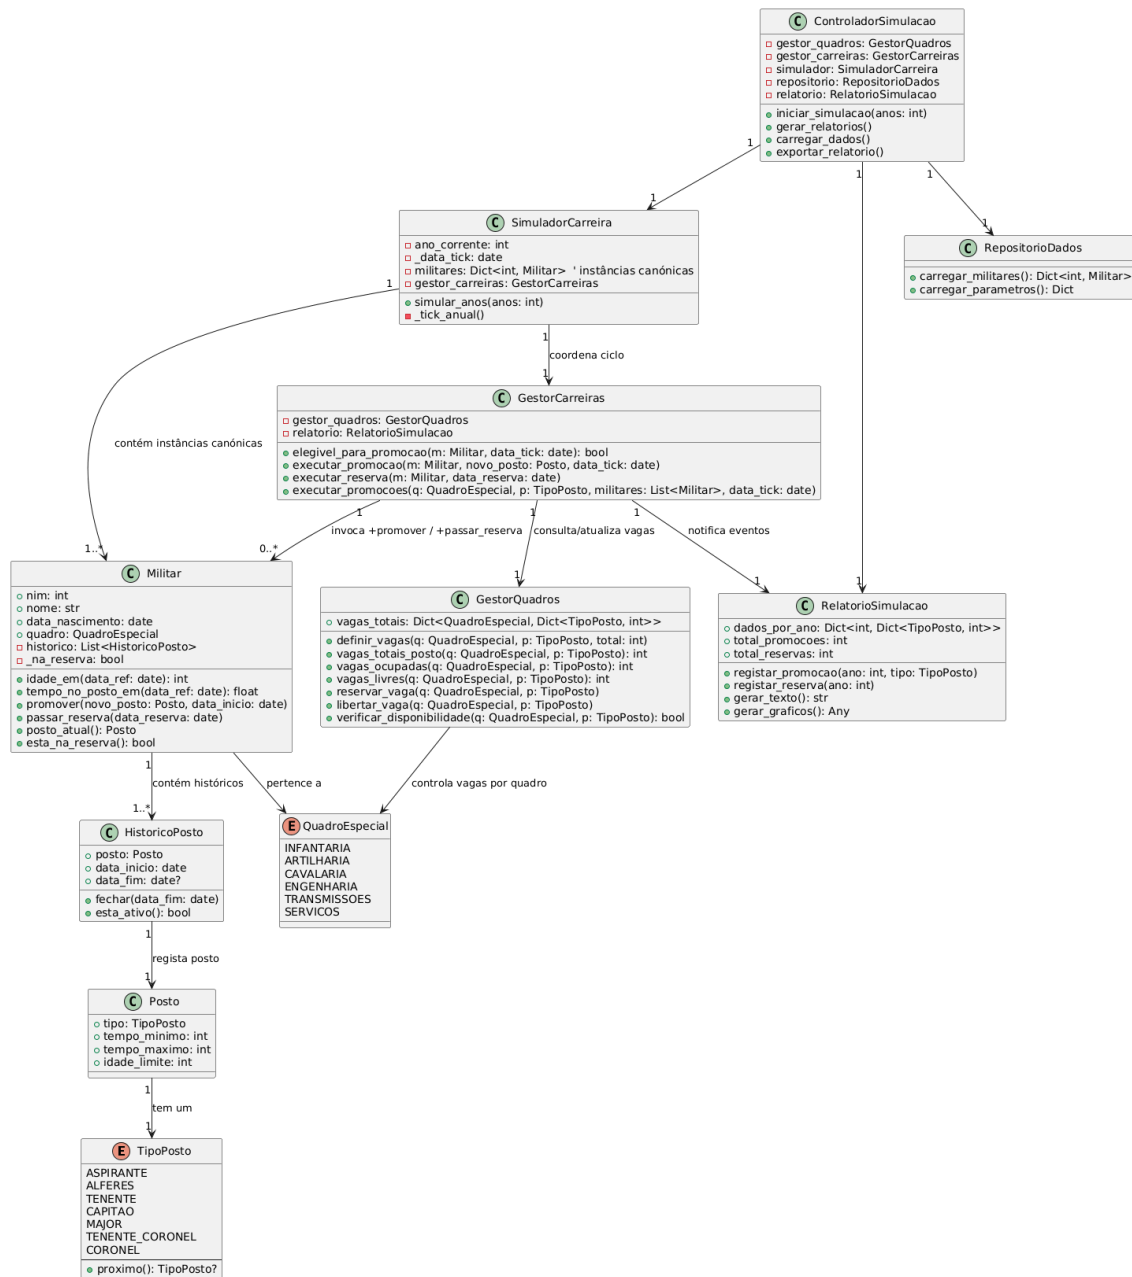 ControladorSimulacao
gestor_quadros: GestorQuadros
gestor_carreiras: GestorCarreiras
simulador: SimuladorCarreira
repositorio: RepositorioDados
relatorio: RelatorioSimulacao
iniciar_simulacao(anos: int)
gerar_relatorios()
carregar_dados()
exportar_relatorio()
1
1
1
1
1
1
SimuladorCarreira
ano_corrente: int
_data_tick: date
militares: Dict<int, Militar>  ' instâncias canónicas
gestor_carreiras: GestorCarreiras
simular_anos(anos: int)
_tick_anual()
RepositorioDados
carregar_militares(): Dict<int, Militar>
carregar_parametros(): Dict
1
1
coordena ciclo
1
GestorCarreiras
gestor_quadros: GestorQuadros
relatorio: RelatorioSimulacao
elegivel_para_promocao(m: Militar, data_tick: date): bool
executar_promocao(m: Militar, novo_posto: Posto, data_tick: date)
executar_reserva(m: Militar, data_reserva: date)
executar_promocoes(q: QuadroEspecial, p: TipoPosto, militares: List<Militar>, data_tick: date)
contém instâncias canónicas
1
1
1
invoca +promover / +passar_reserva
consulta/atualiza vagas
notifica eventos
1..*
0..*
1
1
1
Militar
nim: int
nome: str
data_nascimento: date
quadro: QuadroEspecial
historico: List<HistoricoPosto>
_na_reserva: bool
idade_em(data_ref: date): int
tempo_no_posto_em(data_ref: date): float
promover(novo_posto: Posto, data_inicio: date)
passar_reserva(data_reserva: date)
posto_atual(): Posto
esta_na_reserva(): bool
GestorQuadros
vagas_totais: Dict<QuadroEspecial, Dict<TipoPosto, int>>
definir_vagas(q: QuadroEspecial, p: TipoPosto, total: int)
vagas_totais_posto(q: QuadroEspecial, p: TipoPosto): int
vagas_ocupadas(q: QuadroEspecial, p: TipoPosto): int
vagas_livres(q: QuadroEspecial, p: TipoPosto): int
reservar_vaga(q: QuadroEspecial, p: TipoPosto)
libertar_vaga(q: QuadroEspecial, p: TipoPosto)
verificar_disponibilidade(q: QuadroEspecial, p: TipoPosto): bool
RelatorioSimulacao
dados_por_ano: Dict<int, Dict<TipoPosto, int>>
total_promocoes: int
total_reservas: int
registar_promocao(ano: int, tipo: TipoPosto)
registar_reserva(ano: int)
gerar_texto(): str
gerar_graficos(): Any
1
contém históricos
pertence a
controla vagas por quadro
1..*
HistoricoPosto
posto: Posto
data_inicio: date
data_fim: date?
fechar(data_fim: date)
esta_ativo(): bool
QuadroEspecial
INFANTARIA
ARTILHARIA
CAVALARIA
ENGENHARIA
TRANSMISSOES
SERVICOS
1
regista posto
1
Posto
tipo: TipoPosto
tempo_minimo: int
tempo_maximo: int
idade_limite: int
1
tem um
1
TipoPosto
ASPIRANTE
ALFERES
TENENTE
CAPITAO
MAJOR
TENENTE_CORONEL
CORONEL
proximo(): TipoPosto?